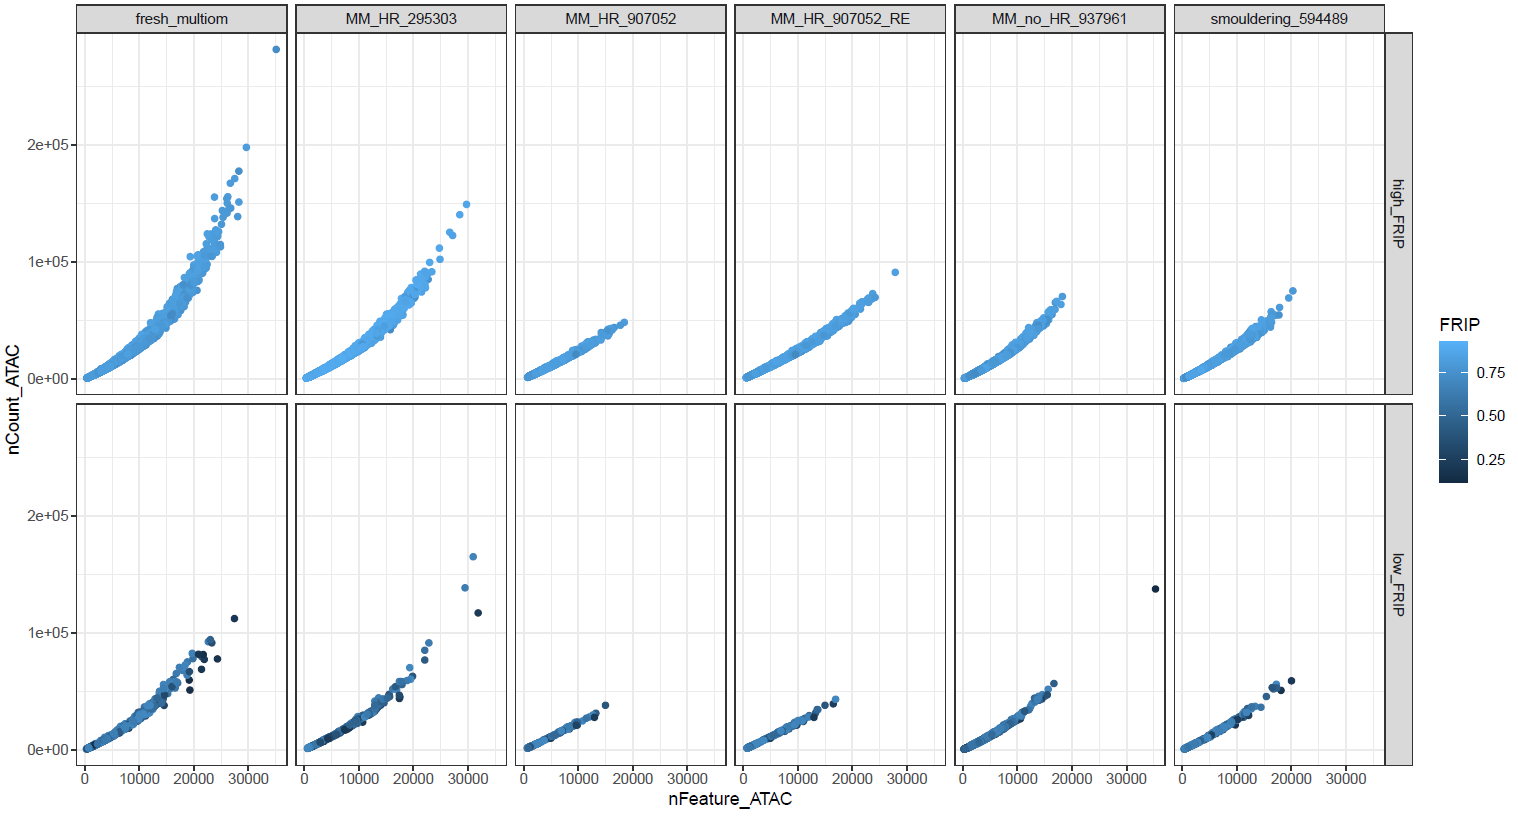 fresh_multiom
MM_HR_295303
MM_HR_907052
MM_HR_907052_RE
MM_no_HR_937961
smouldering_594489
nCount_ATAC
2e+05
1e+05
0e+00
high_FRIP
2e+05
1e+05
0e+00
low_FRIP
0 10000 20000 30000
0 10000 20000 30000
0 10000 20000 30000
0 10000 20000 30000
0 10000 20000 30000
0 10000 20000 30000
nFeature_ATAC
FRIP
0.75
0.50
0.25